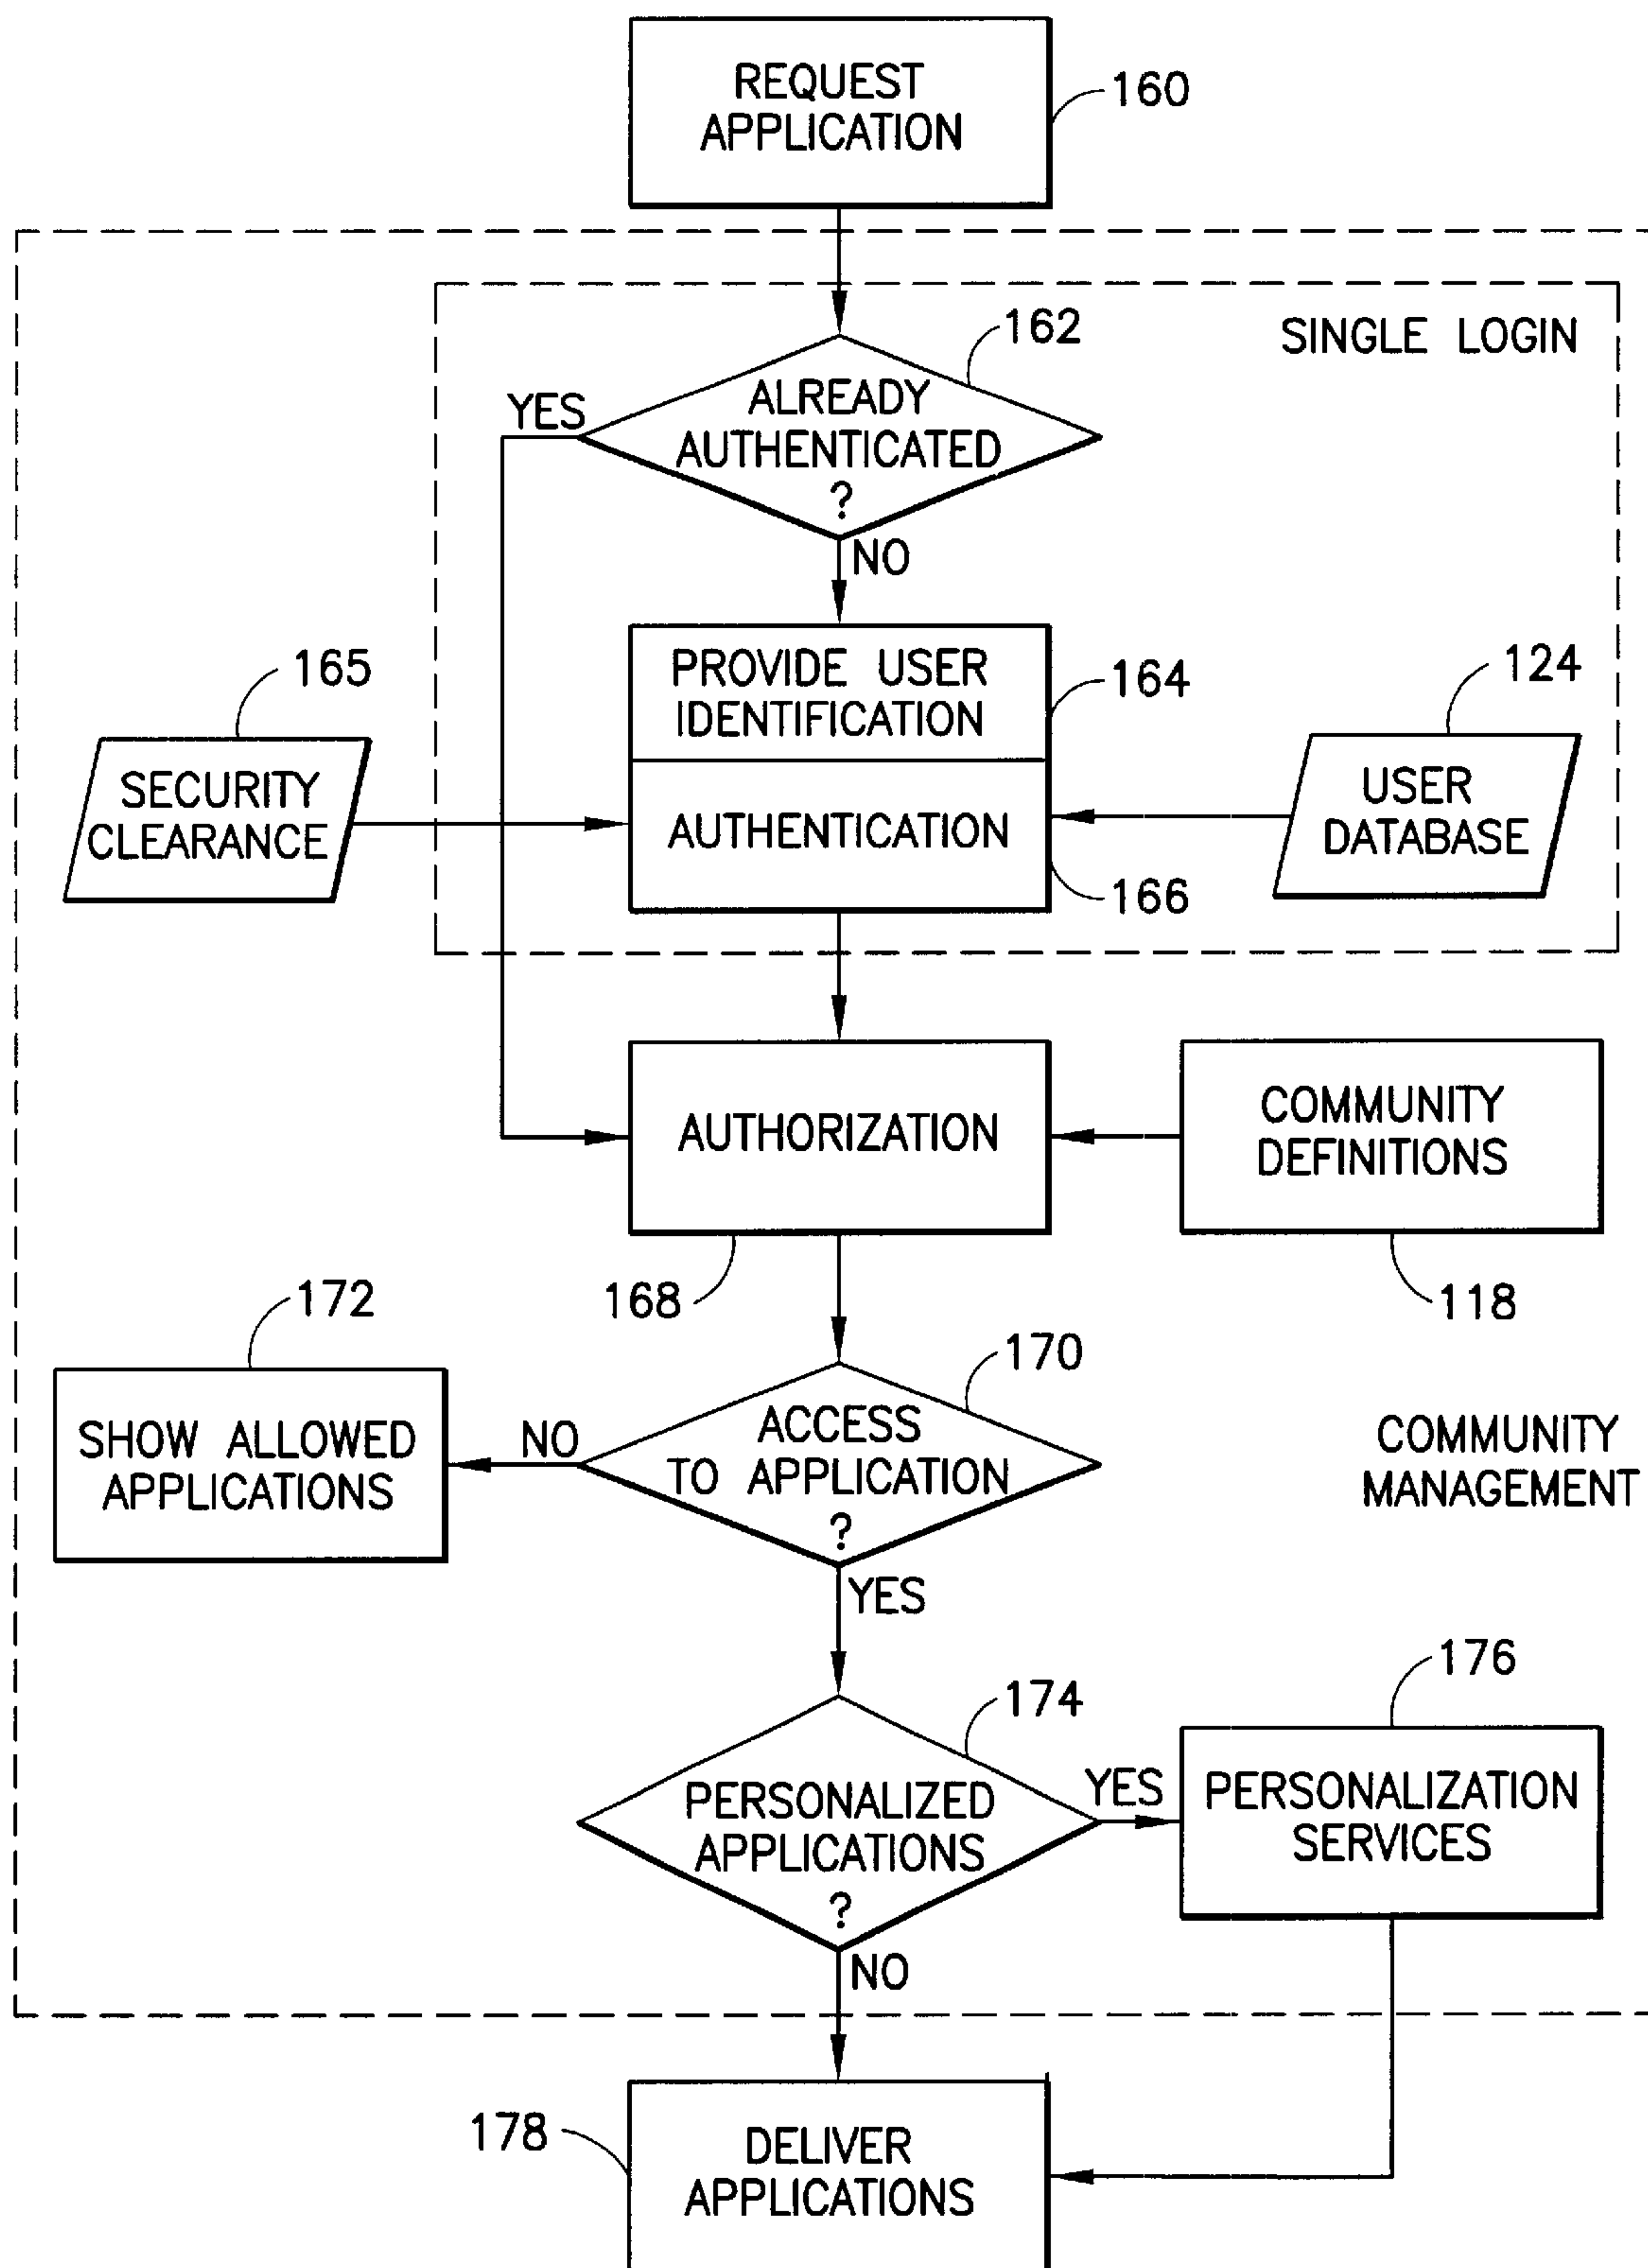 REQUEST
APPLICATION
160
162
SINGLE LOGIN
YES
ALREADY
AUTHENTICATED
?
NO
165
PROVIDE USER
IDENTIFICATION
164
124
SECURITY
CLEARANCE
AUTHENTICATION
USER
DATABASE
166
AUTHORIZATION
COMMUNITY
DEFINITIONS
168
118
172
170
SHOW ALLOWED
APPLICATIONS
NO
ACCESS
TO APPLICATION
?
COMMUNITY
MANAGEMENT
YES
176
174
PERSONALIZED
APPLICATIONS
?
YES
PERSONALIZATION
SERVICES
NO
178
DELIVER
APPLICATIONS